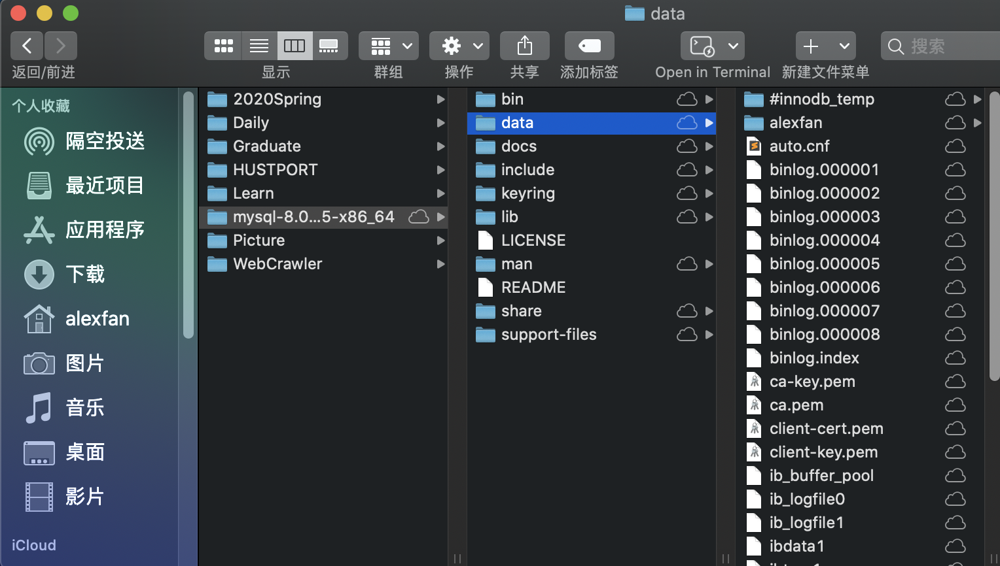 data
搜索
返回/前进
显示
群组
操作
共享
添加标签
Open in Terminal
新建文件菜单
个人收藏
隔空投送
最近项目
应用程序
下载
alexfan
图片
音乐
桌面
影片
iCloud
2020Spring
Daily
Graduate
HUSTPORT
Learn
mysql-8.0...5-x86_64
Picture
WebCrawler
bin
data
docs
include
keyring
lib
LICENSE
man
README
share
support-files
#innodb_temp
alexfan
auto.cnf
binlog.000001
binlog.000002
binlog.000003
binlog.000004
binlog.000005
binlog.000006
binlog.000007
binlog.000008
binlog.index
ca-key.pem
ca.pem
client-cert.pem
client-key.pem
ib_buffer_pool
ib_logfile0
ib_logfile1
ibdata1